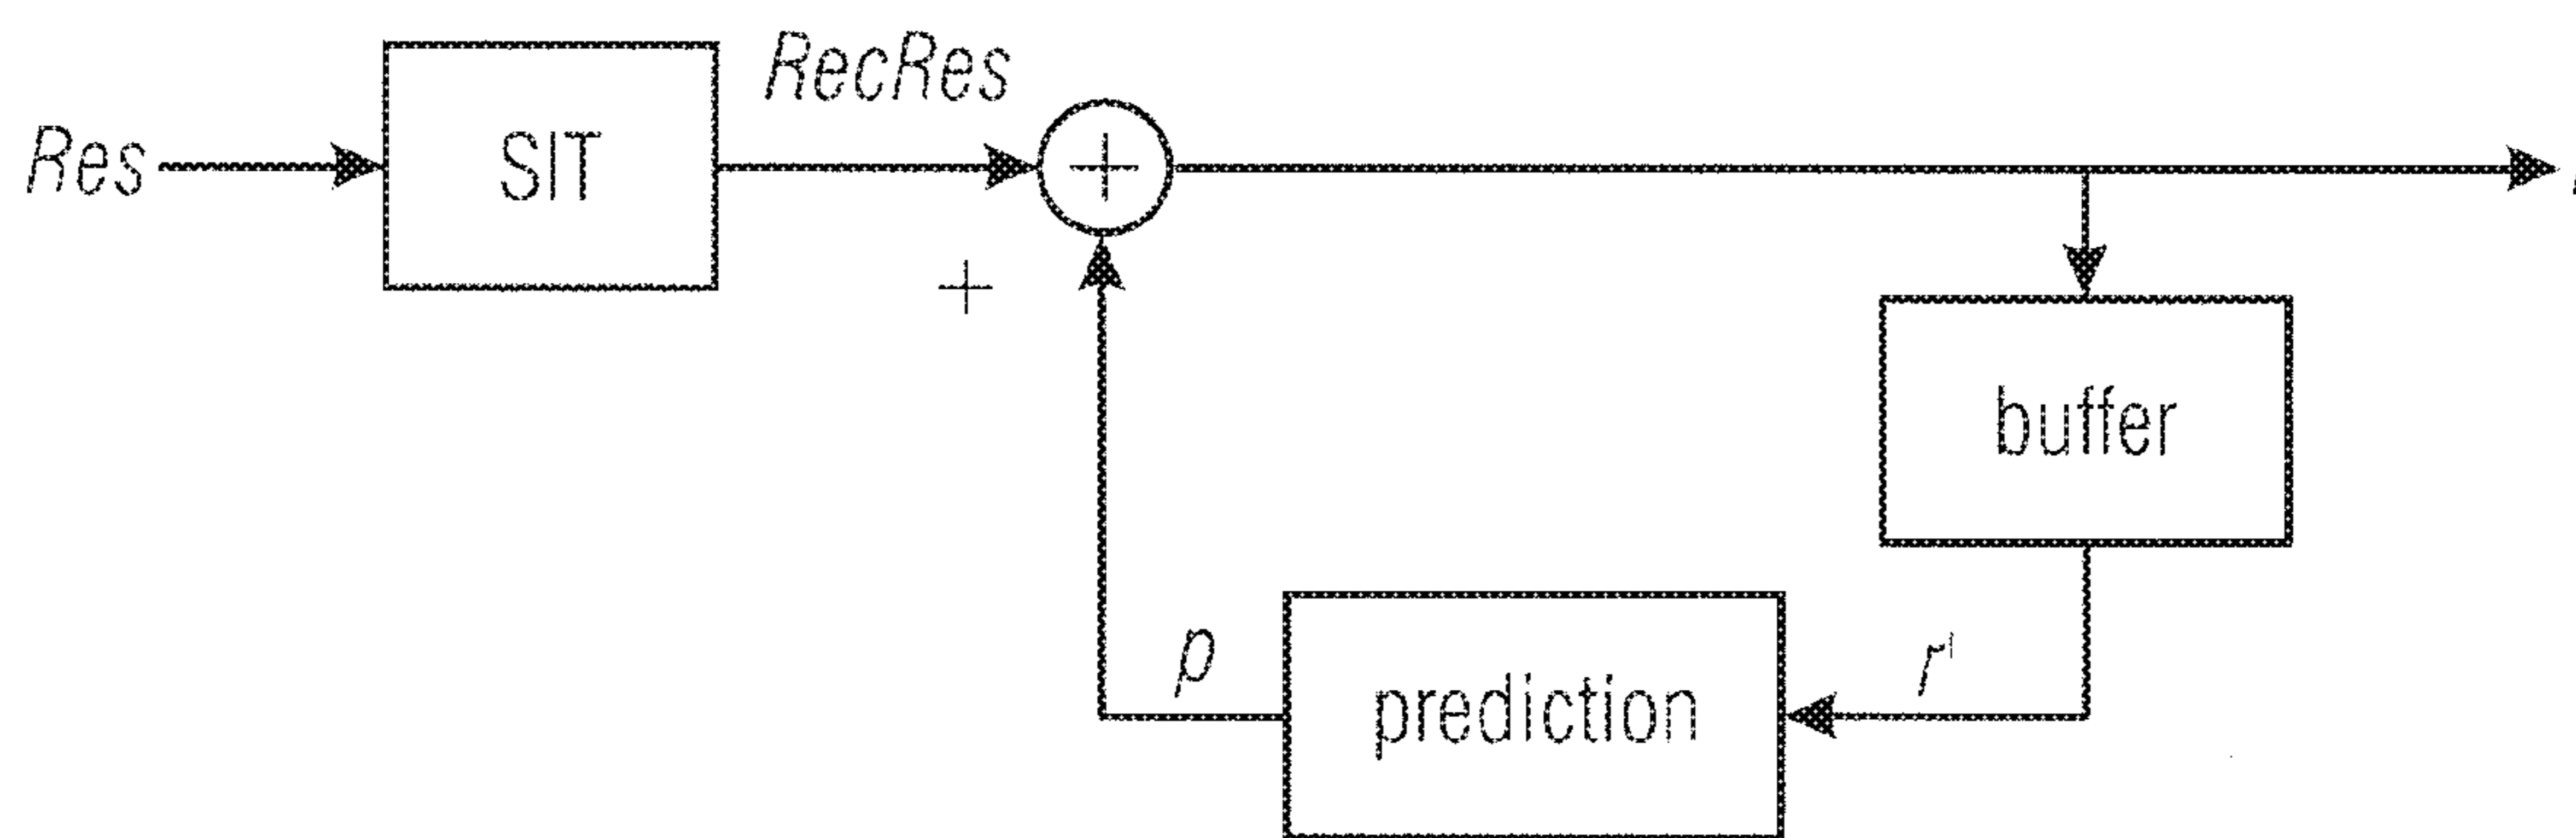 Res
SIT
RecRes
+
+
buffer
prediction
p
r'